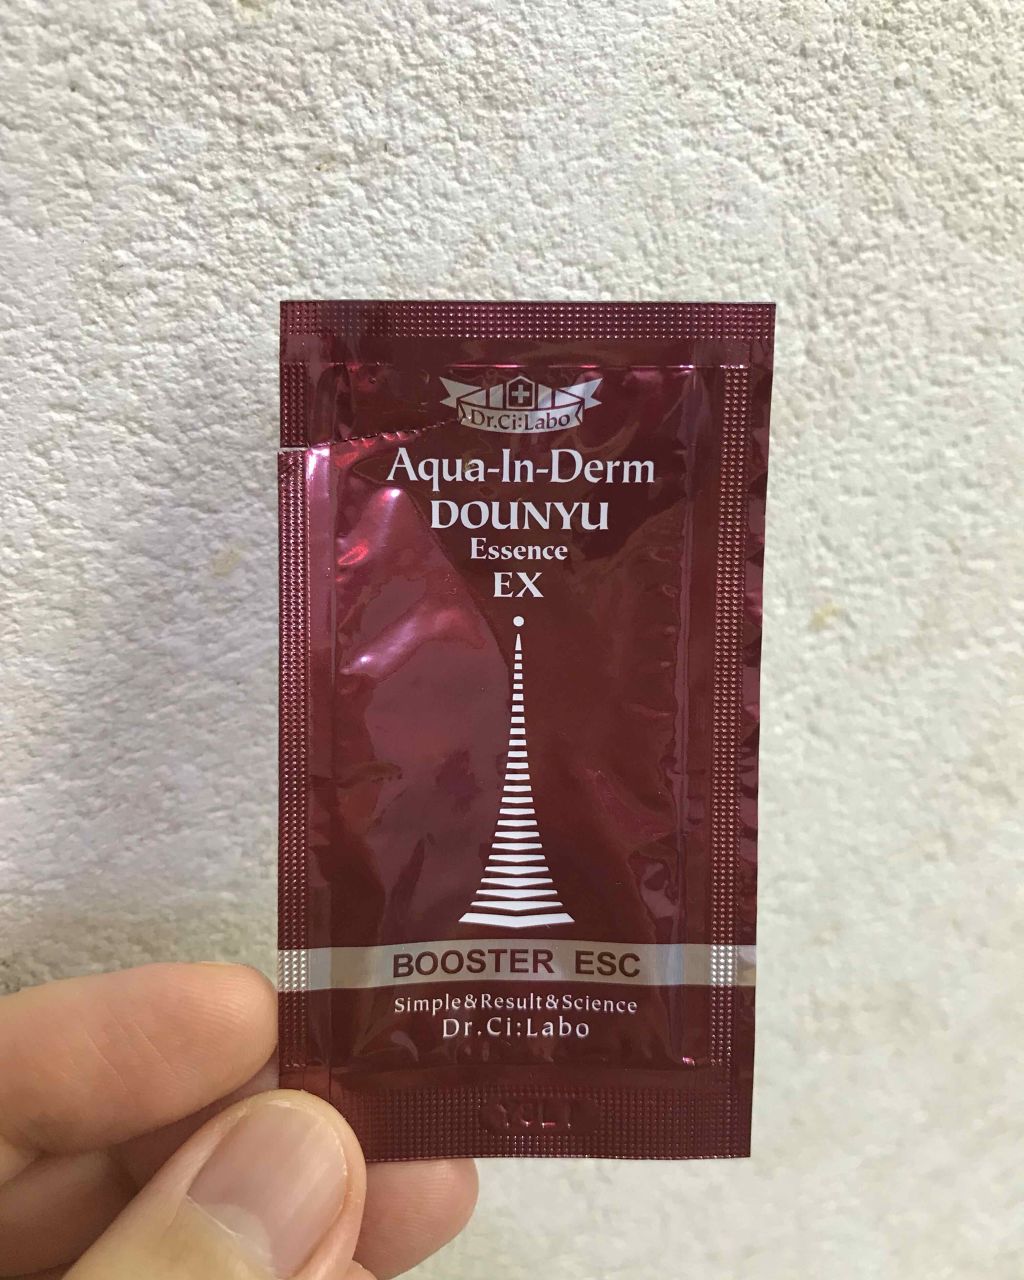 Dr.Ci:Labo
Aqua-In-Derm
DOUNYU
Essence
EX
BOOSTER ESC
Simple&Result&Science
Dr.Ci:Labo